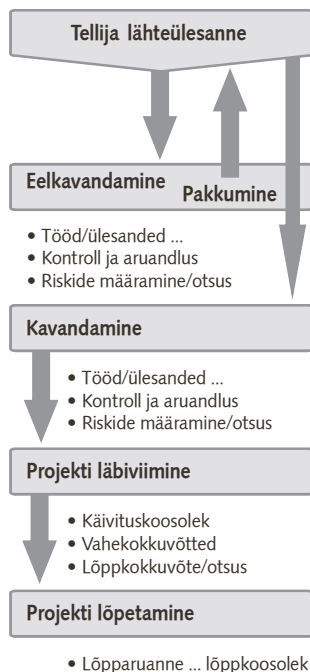 Tellija lähteülesanne
Eelkavandamine Pakkumine
• Tööd/ülesanded ...
• Kontroll ja aruandlus
• Riskide määramine/otsus
Kavandamine
• Tööd/ülesanded ...
• Kontroll ja aruandlus
• Riskide määramine/otsus
Projekti läbiviimine
• Käivituskoosolek
• Vahekokkuvõtted
• Lõppkokkuvõte/otsus
Projekti lõpetamine
• Lõpparuanne ... lõppkoosolek